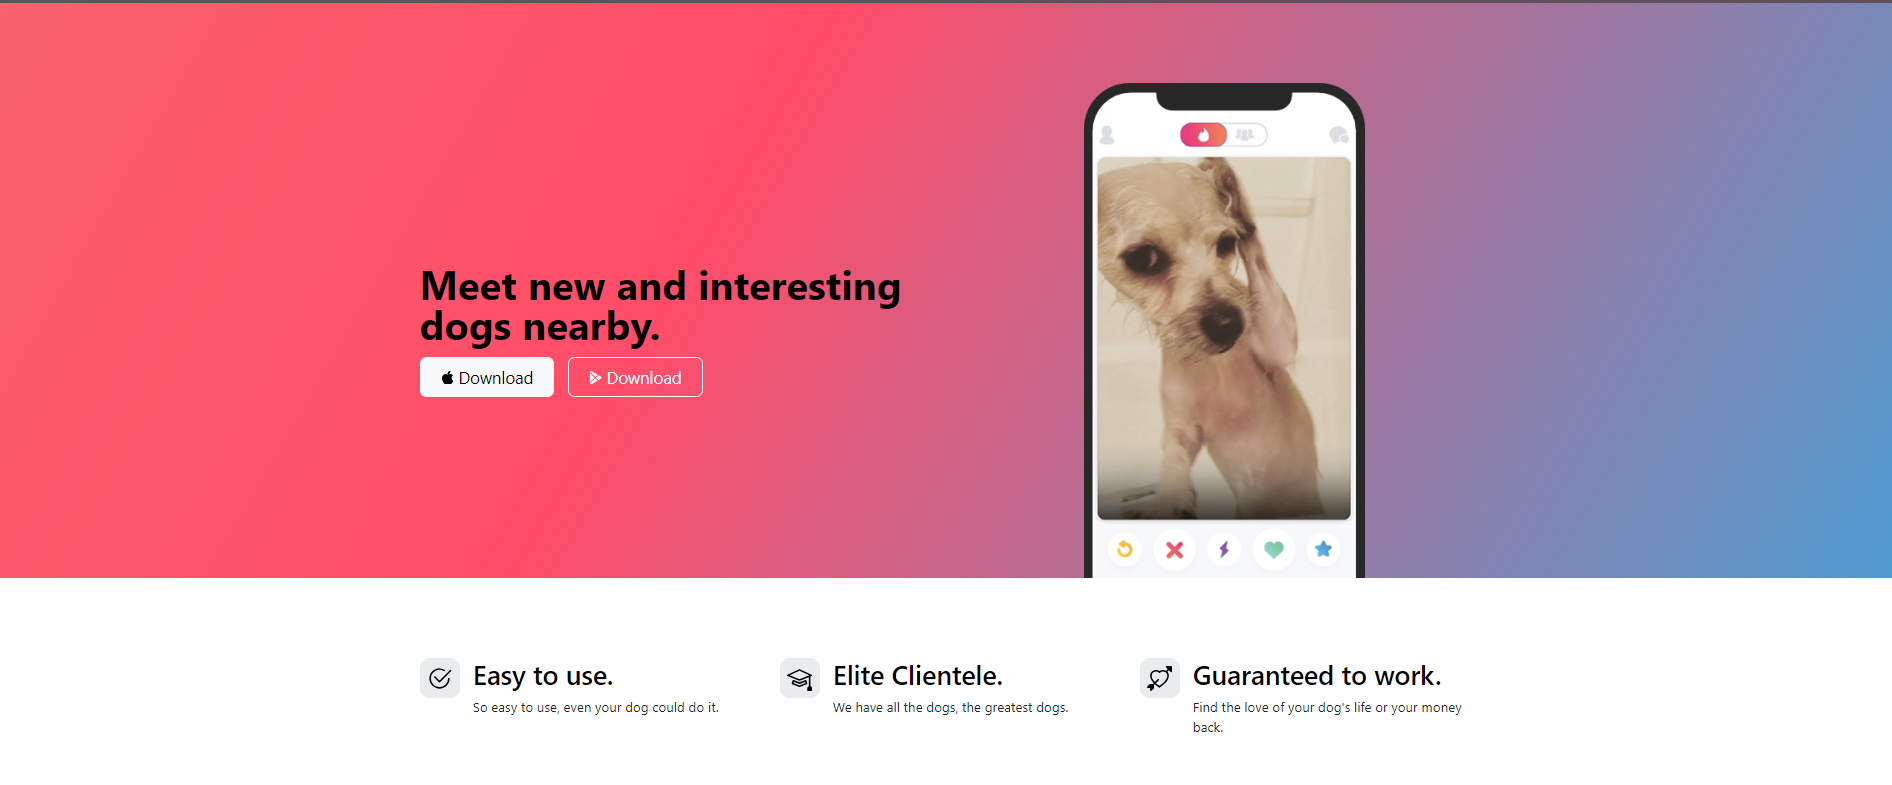 Meet new and interesting
dogs nearby.
Download
Download
Easy to use.
So easy to use, even your dog could do it.
Elite Clientele.
We have all the dogs, the greatest dogs.
Guaranteed to work.
Find the love of your dog's life or your money
back.